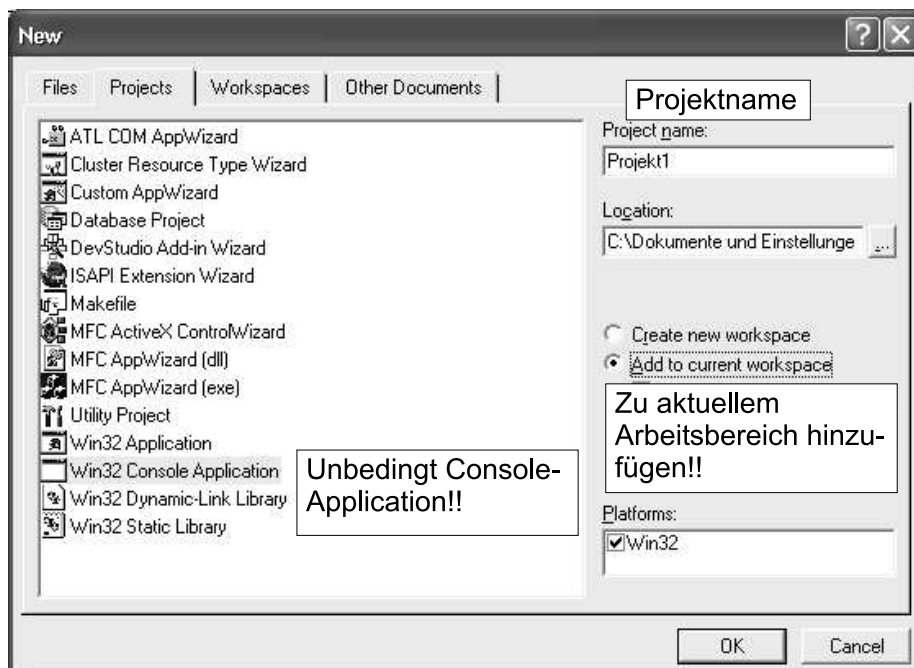 New
Files Projects Workspaces Other Documents
Projektname
ATL COM AppWizard
Cluster Resource Type Wizard
Custom AppWizard
Database Project
DevStudio Add-in Wizard
ISAPI Extension Wizard
Makefile
MFC ActiveX ControlWizard
MFC AppWizard (dll)
MFC AppWizard (exe)
Utility Project
Win32 Application
Win32 Console Application
Win32 Dynamic-Link Library
Win32 Static Library
Unbedingt Console-
Application!!
Project name:
Projekt1
Location:
C:\Dokumente und Einstellunge ...
Create new workspace
Add to current workspace
Zu aktuellem
Arbeitsbereich hinzu-
fügen!!
Platforms:
Win32
OK Cancel